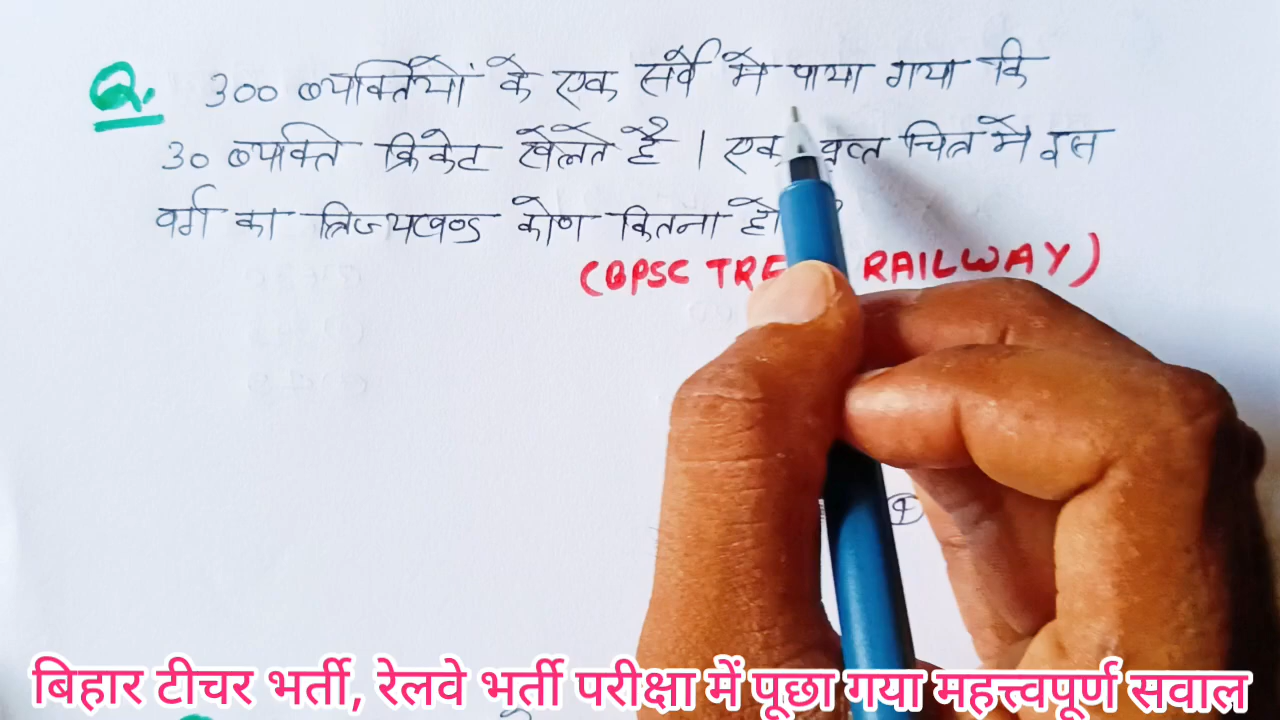 Q. 300 व्यक्तियों के एक सर्वे में पाया गया कि
30 व्यक्ति क्रिकेट खेलते है । एक वृत्त चित्र में इस
वर्ग का त्रिज्यखण्ड कोण कितना
(BPSC RAILWAY)
बिहार टीचर भर्ती, रेलवे भर्ती परीक्षा में पूछा गया महत्त्वपूर्ण सवाल